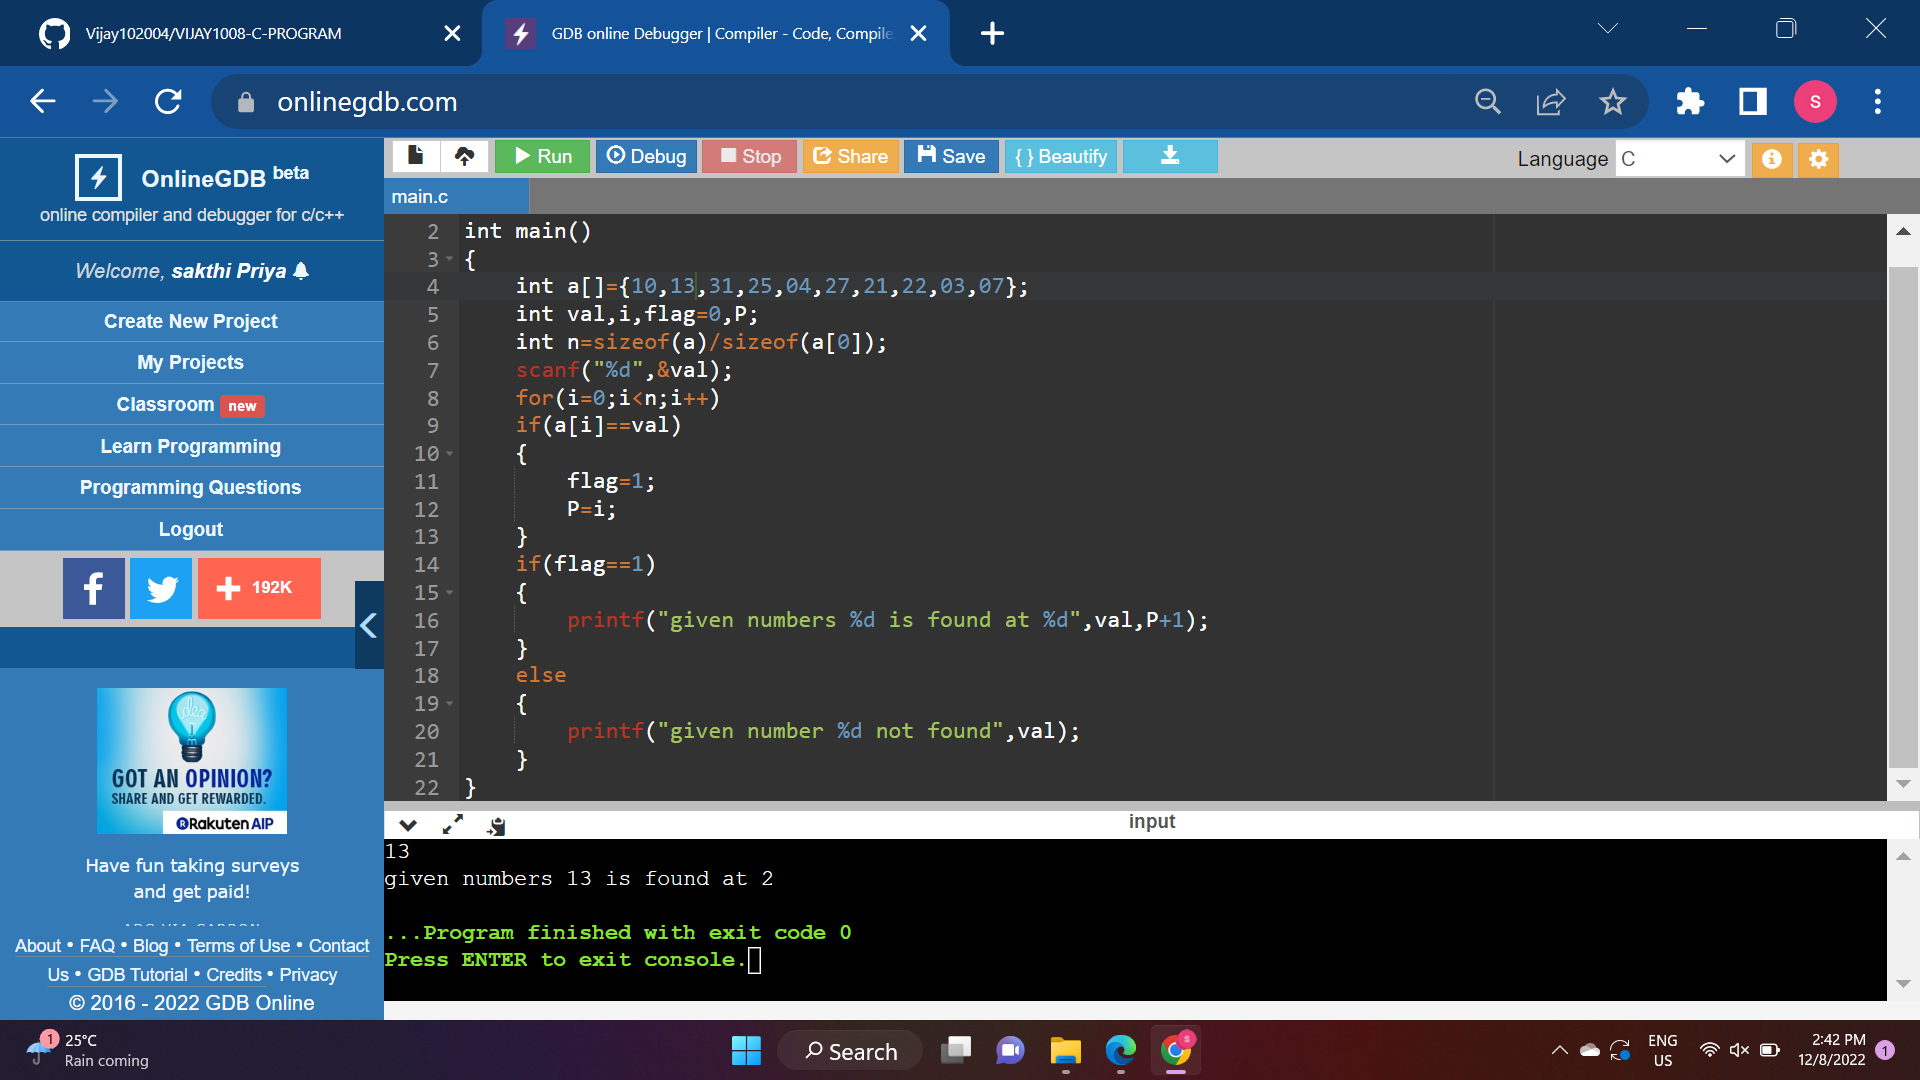 Vijay102004/VIJAY1008-C-PROGRAM
GDB online Debugger | Compiler - Code, Compile
onlinegdb.com
S
OnlineGDB beta
online compiler and debugger for c/c++
Welcome, sakthi Priya
Create New Project
My Projects
Classroom new
Learn Programming
Programming Questions
Logout
192K
idea
GOT AN OPINION?
SHARE AND GET REWARDED.
Rakuten AIP
Have fun taking surveys
and get paid!
About • FAQ • Blog • Terms of Use • Contact
Us • GDB Tutorial • Credits • Privacy
© 2016 - 2022 GDB Online
Run Debug Stop Share Save { } Beautify
Language C
main.c
2 int main()
3 {
4 int a[]={10,13,31,25,04,27,21,22,03,07};
5 int val,i,flag=0,P;
6 int n=sizeof(a)/sizeof(a[0]);
7 scanf("%d",&val);
8 for(i=0;i<n;i++)
9 if(a[i]==val)
10 {
11 flag=1;
12 P=i;
13 }
14 if(flag==1)
15 {
16 printf("given numbers %d is found at %d",val,P+1);
17 }
18 else
19 {
20 printf("given number %d not found",val);
21 }
22 }
input
13
given numbers 13 is found at 2
...Program finished with exit code 0
Press ENTER to exit console.
1
25°C
Rain coming
Search
S
ENG
US
2:42 PM
12/8/2022
1